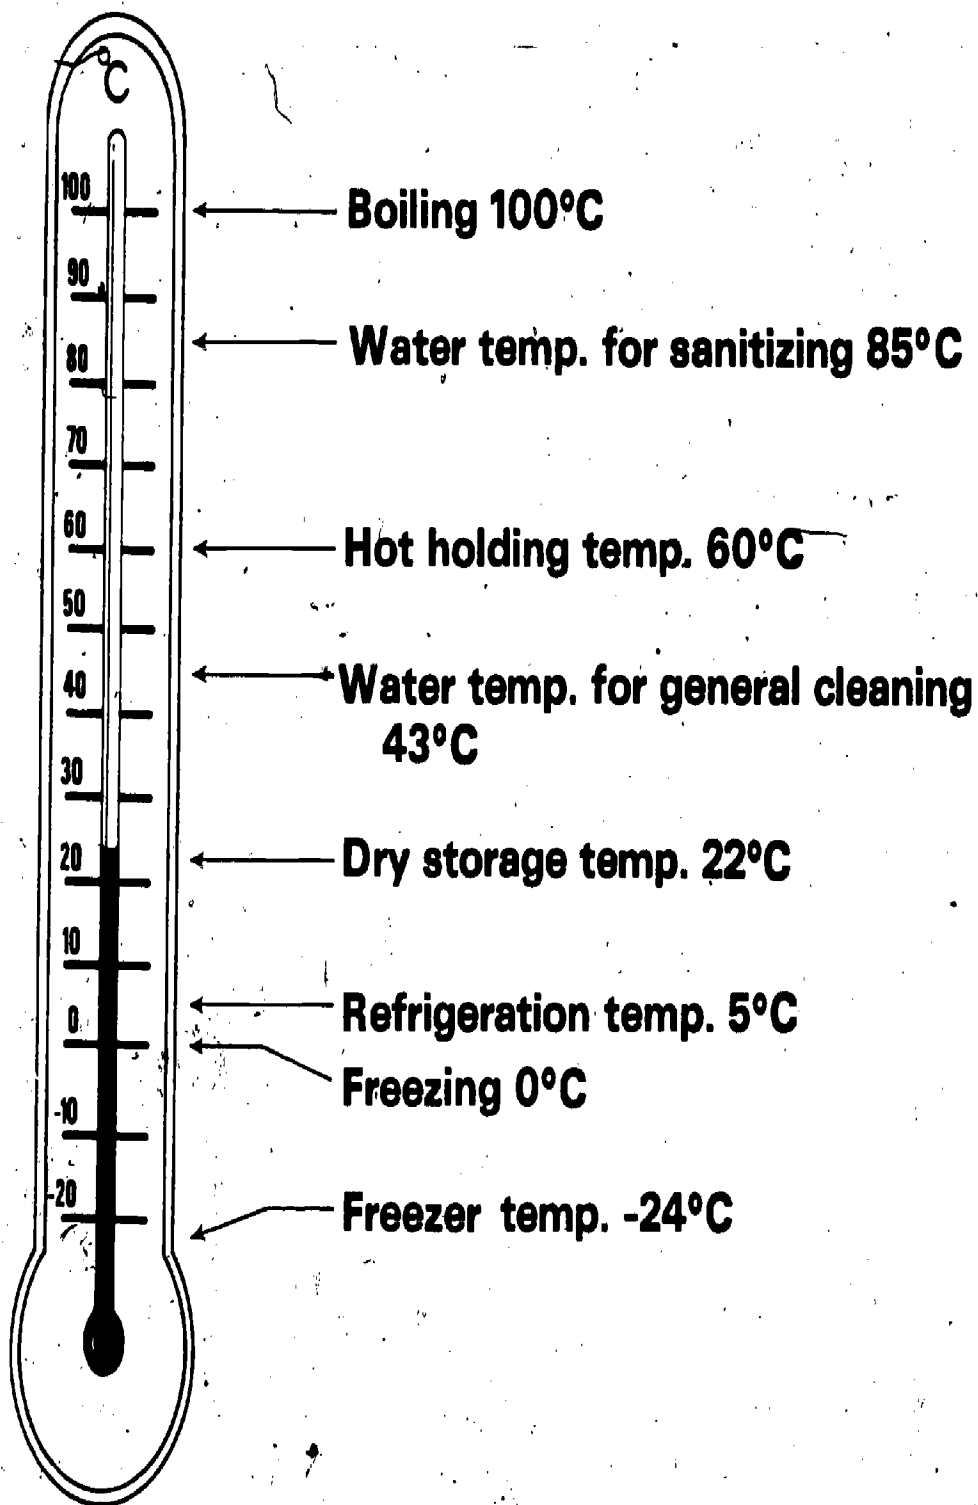 °C
100
Boiling 100°C
90
Water temp. for sanitizing 85°C
80
70
60
Hot holding temp. 60°C
50
Water temp. for general cleaning
43°C
40
30
Dry storage temp. 22°C
20
10
Refrigeration temp. 5°C
0
Freezing 0°C
-10
-20
Freezer temp. -24°C